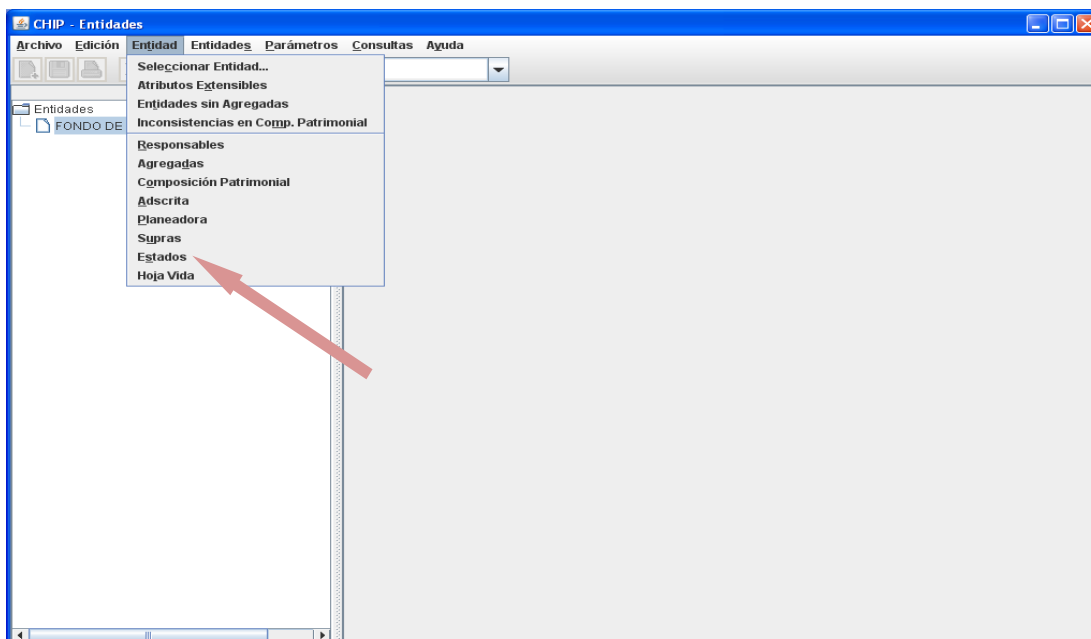 CHIP - Entidades
Archivo Edición Entidad Entidades Parámetros Consultas Ayuda
Seleccionar Entidad...
Atributos Extensibles
Entidades sin Agregadas
Inconsistencias en Comp. Patrimonial
Responsables
Agregadas
Composición Patrimonial
Adscrita
Planeadora
Supras
Estados
Hoja Vida
Entidades
FONDO DE